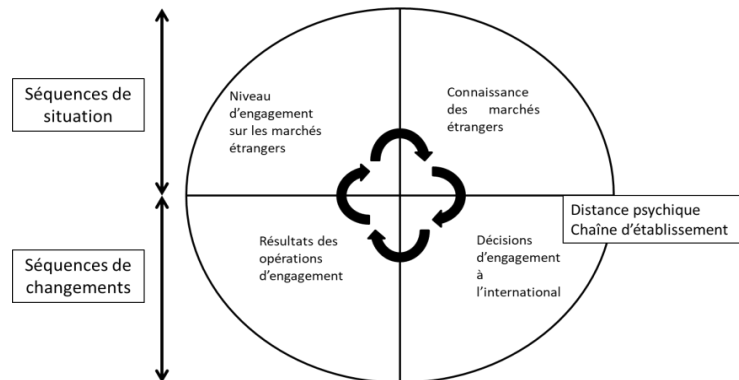 Séquences de
situation
Niveau
d'engagement
sur les marchés
étrangers
Connaissance
des marchés
étrangers
Distance psychique
Chaîne d'établissement
Séquences de
changements
Résultats des
opérations
d'engagement
Décisions
d'engagement
à
l'international